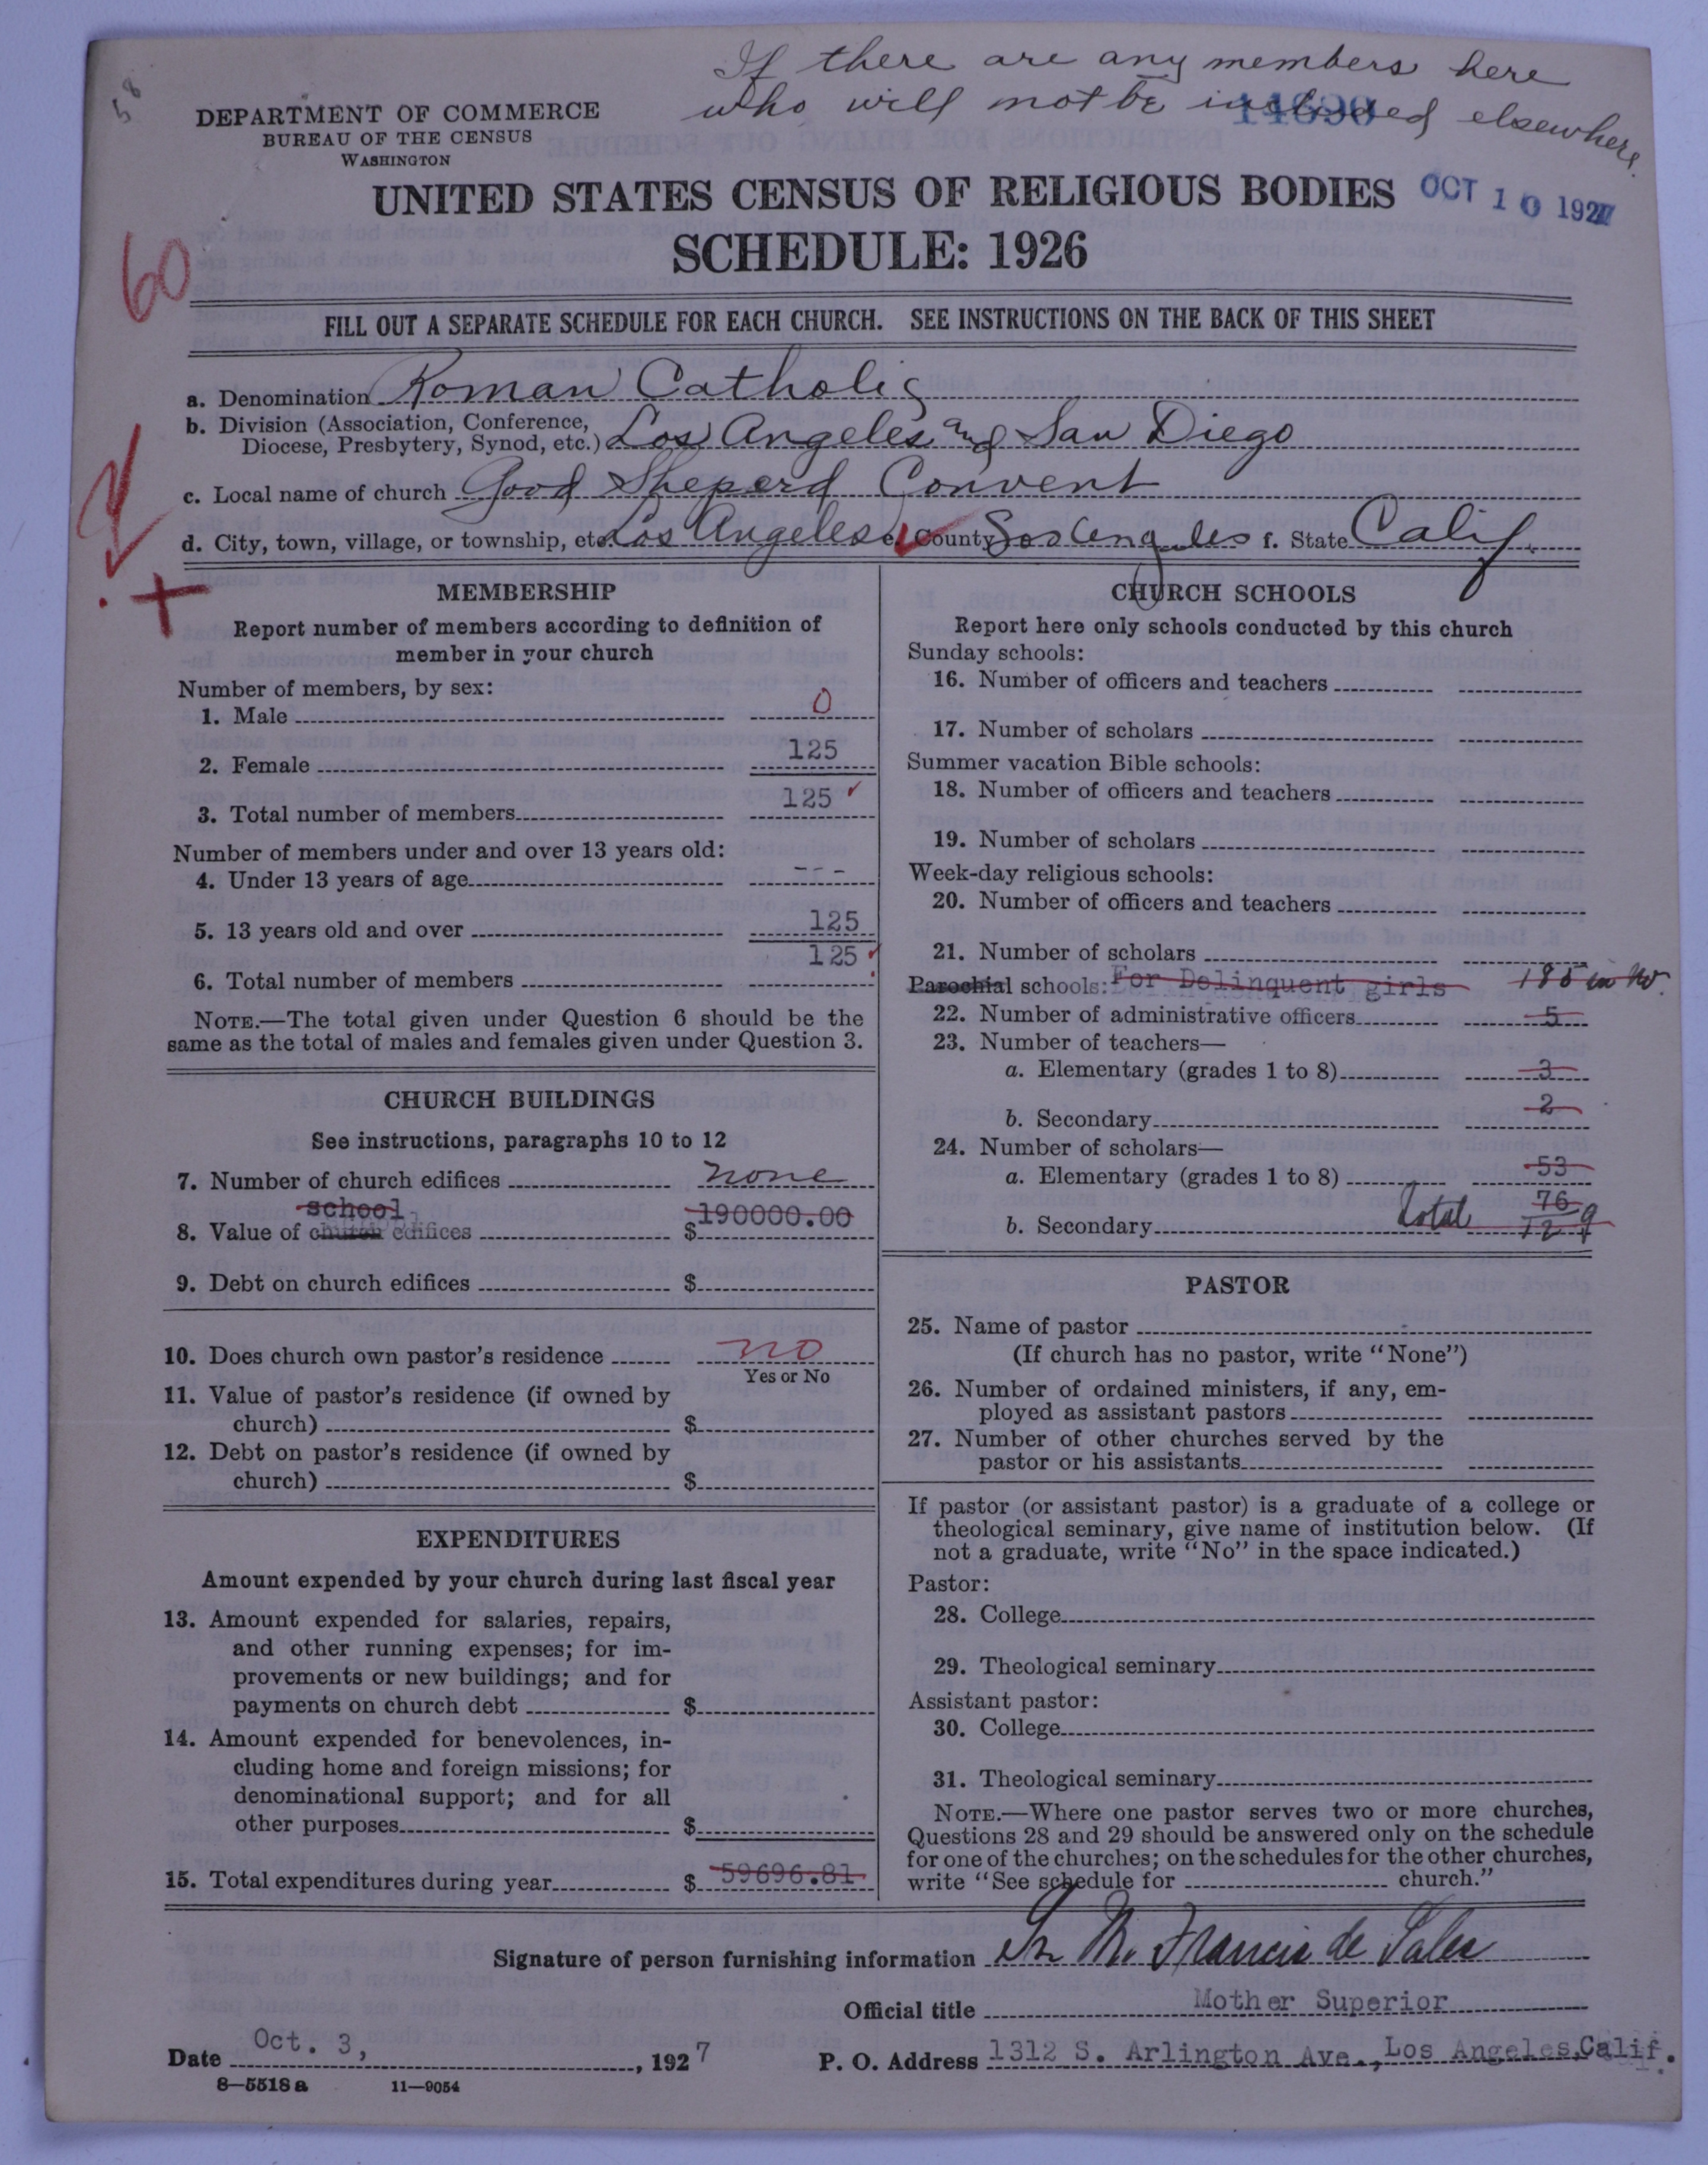 58
If there are any members here
who will not be included elsewhere.
DEPARTMENT OF COMMERCE
BUREAU OF THE CENSUS
WASHINGTON
UNITED STATES CENSUS OF RELIGIOUS BODIES
OCT 10 1927
SCHEDULE: 1926
60
FILL OUT A SEPARATE SCHEDULE FOR EACH CHURCH. SEE INSTRUCTIONS ON THE BACK OF THIS SHEET
a. Denomination Roman Catholic
b. Division (Association, Conference,
Diocese, Presbytery, Synod, etc.) Los Angeles and San Diego
c. Local name of church Good Sheperd Convent
d. City, town, village, or township, etc. Los Angeles e. County Los Angeles f. State Calif.
MEMBERSHIP
Report number of members according to definition of
member in your church
Number of members, by sex:
1. Male 0
2. Female 125
3. Total number of members 125
Number of members under and over 13 years old:
4. Under 13 years of age ---
5. 13 years old and over 125
6. Total number of members 125
NOTE.—The total given under Question 6 should be the
same as the total of males and females given under Question 3.
CHURCH BUILDINGS
See instructions, paragraphs 10 to 12
7. Number of church edifices none
school
8. Value of church edifices $190000.00
9. Debt on church edifices $
10. Does church own pastor's residence no
Yes or No
11. Value of pastor's residence (if owned by
church) $
12. Debt on pastor's residence (if owned by
church) $
EXPENDITURES
Amount expended by your church during last fiscal year
13. Amount expended for salaries, repairs,
and other running expenses; for im-
provements or new buildings; and for
payments on church debt $
14. Amount expended for benevolences, in-
cluding home and foreign missions; for
denominational support; and for all
other purposes $
15. Total expenditures during year $ 59696.81
CHURCH SCHOOLS
Report here only schools conducted by this church
Sunday schools:
16. Number of officers and teachers
17. Number of scholars
Summer vacation Bible schools:
18. Number of officers and teachers
19. Number of scholars
Week-day religious schools:
20. Number of officers and teachers
21. Number of scholars
Parochial schools: For Delinquent girls 185 in No.
22. Number of administrative officers 5
23. Number of teachers—
a. Elementary (grades 1 to 8) 3
b. Secondary 2
24. Number of scholars—
a. Elementary (grades 1 to 8) 53
76
b. Secondary total 129
PASTOR
25. Name of pastor
(If church has no pastor, write "None")
26. Number of ordained ministers, if any, em-
ployed as assistant pastors
27. Number of other churches served by the
pastor or his assistants
If pastor (or assistant pastor) is a graduate of a college or
theological seminary, give name of institution below. (If
not a graduate, write "No" in the space indicated.)
Pastor:
28. College
29. Theological seminary
Assistant pastor:
30. College
31. Theological seminary
NOTE.—Where one pastor serves two or more churches,
Questions 28 and 29 should be answered only on the schedule
for one of the churches; on the schedules for the other churches,
write "See schedule for church."
Signature of person furnishing information Sr. M. Francis de Sales
Official title Mother Superior
Date Oct. 3, , 1927
P. O. Address 1312 S. Arlington Ave., Los Angeles, Calif.
8—5518 a 11—9054